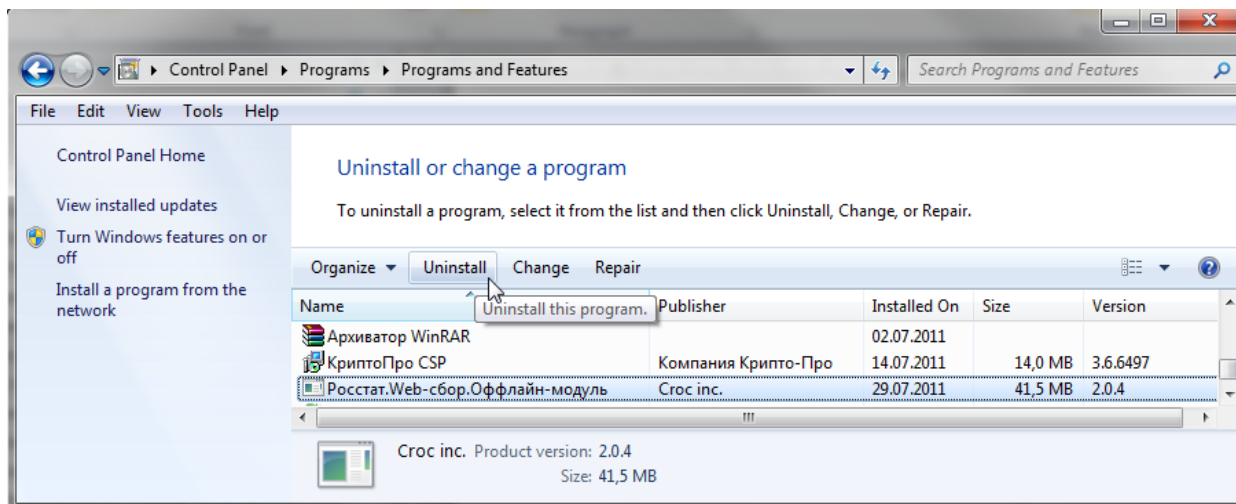 Control Panel Programs Programs and Features Search Programs and Features
File Edit View Tools Help
Control Panel Home
View installed updates
Turn Windows features on or
off
Install a program from the
network
Uninstall or change a program
To uninstall a program, select it from the list and then click Uninstall, Change, or Repair.
Organize Uninstall Change Repair
Uninstall this program.
Name Publisher Installed On Size Version
Архиватор WinRAR 02.07.2011
КриптоПро CSP Компания Крипто-Про 14.07.2011 14,0 MB 3.6.6497
Росстат.Web-сбор.Оффлайн-модуль Croc inc. 29.07.2011 41,5 MB 2.0.4
Croc inc. Product version: 2.0.4
Size: 41,5 MB